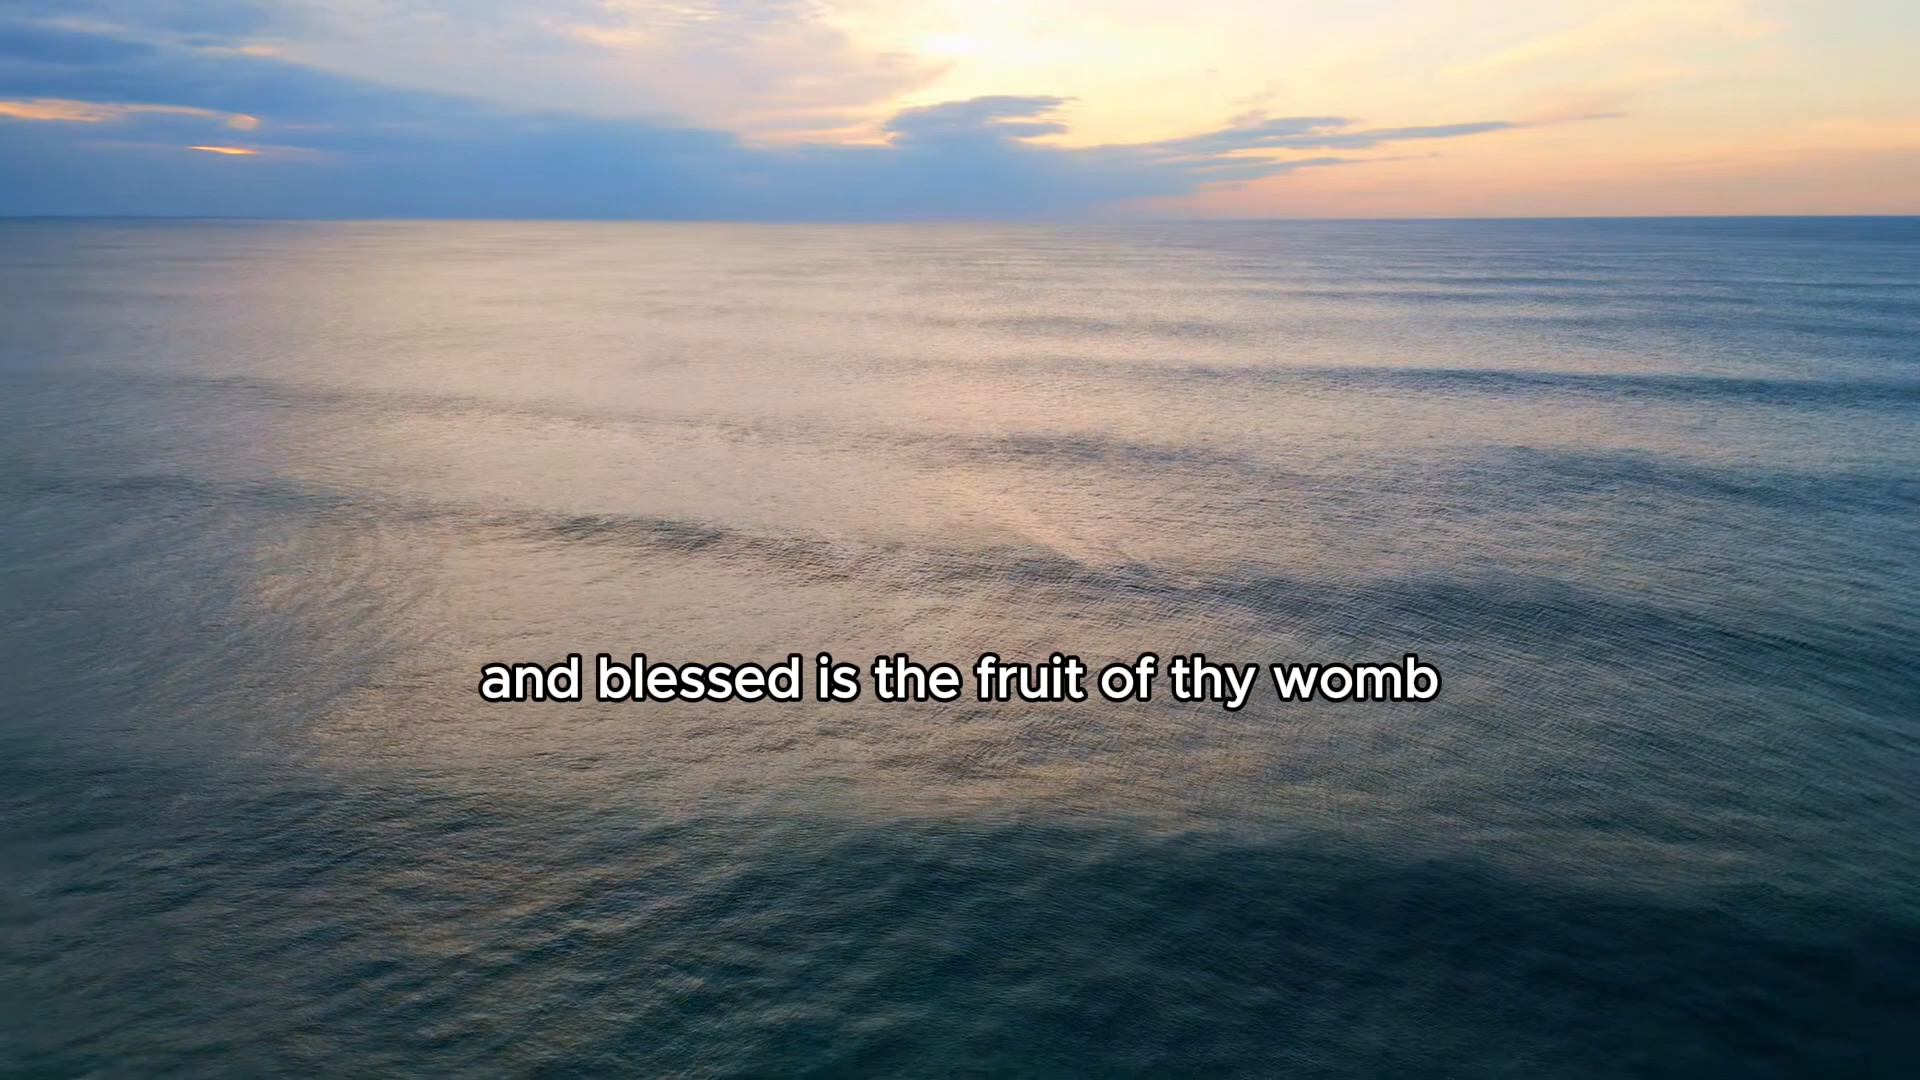 and blessed is the fruit of thy womb